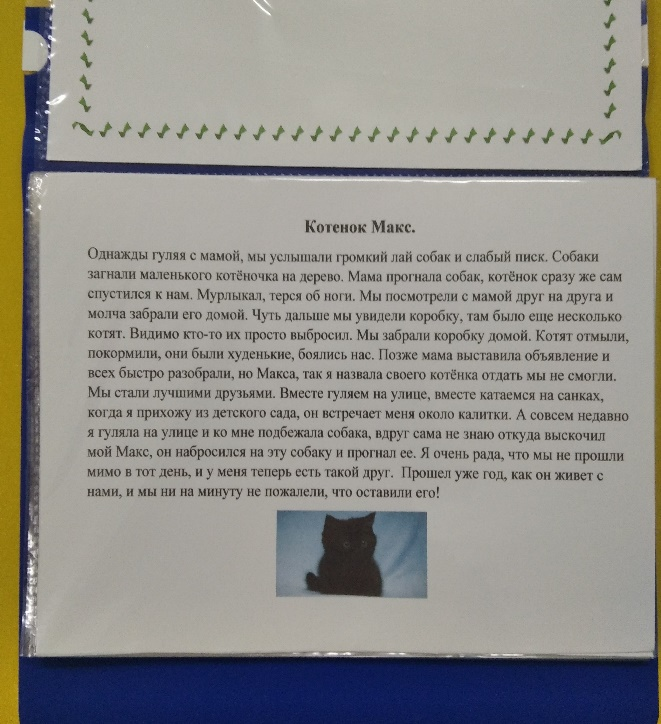 Котенок Макс.
Однажды гуляя с мамой, мы услышали громкий лай собак и слабый писк. Собаки
загнали маленького котёночка на дерево. Мама прогнала собак, котёнок сразу же сам
спустился к нам. Мурлыкал, терся об ноги. Мы посмотрели с мамой друг на друга и
молча забрали его домой. Чуть дальше мы увидели коробку, там было еще несколько
котят. Видимо кто-то их просто выбросил. Мы забрали коробку домой. Котят отмыли,
покормили, они были худенькие, боялись нас. Позже мама выставила объявление и
всех быстро разобрали, но Макса, так я назвала своего котёнка отдать мы не смогли.
Мы стали лучшими друзьями. Вместе гуляем на улице, вместе катаемся на санках,
когда я прихожу из детского сада, он встречает меня около калитки. А совсем недавно
я гуляла на улице и ко мне подбежала собака, вдруг сама не знаю откуда выскочил
мой Макс, он набросился на эту собаку и прогнал ее. Я очень рада, что мы не прошли
мимо в тот день, и у меня теперь есть такой друг. Прошел уже год, как он живет с
нами, и мы ни на минуту не пожалели, что оставили его!